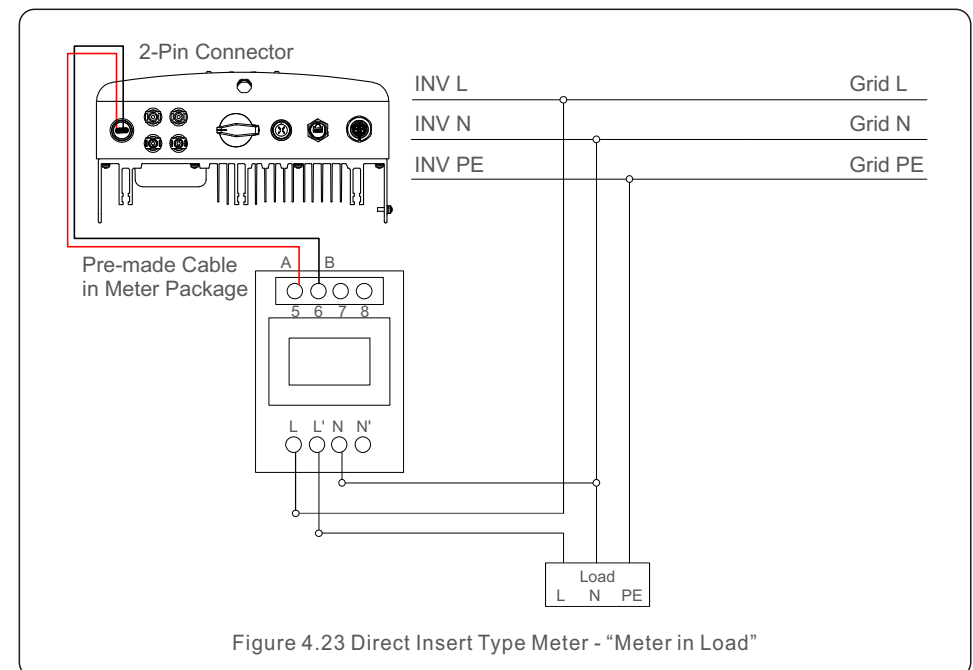 2-Pin Connector
INV L Grid L
INV N Grid N
INV PE Grid PE
Pre-made Cable
in Meter Package
A B
5 6 7 8
L L' N N'
Load
L N PE
Figure 4.23 Direct Insert Type Meter - “Meter in Load”